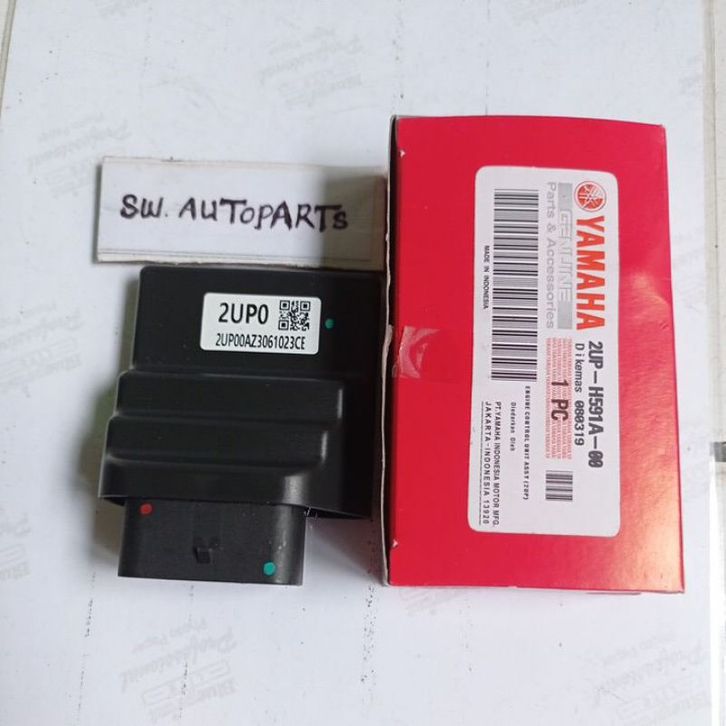 SW. AUTOPARTS
2UP0
2UP00AZ3061023CE
YAMAHA
GENUINE
Parts & Accessories
MADE IN INDONESIA
2UP-H591A-00
Dikemas 080319
1 PC
ENGINE CONTROL UNIT ASSY (2UP)
Diedarkan Oleh
PT.YAMAHA INDONESIA MOTOR MFG.
JAKARTA-INDONESIA 13920